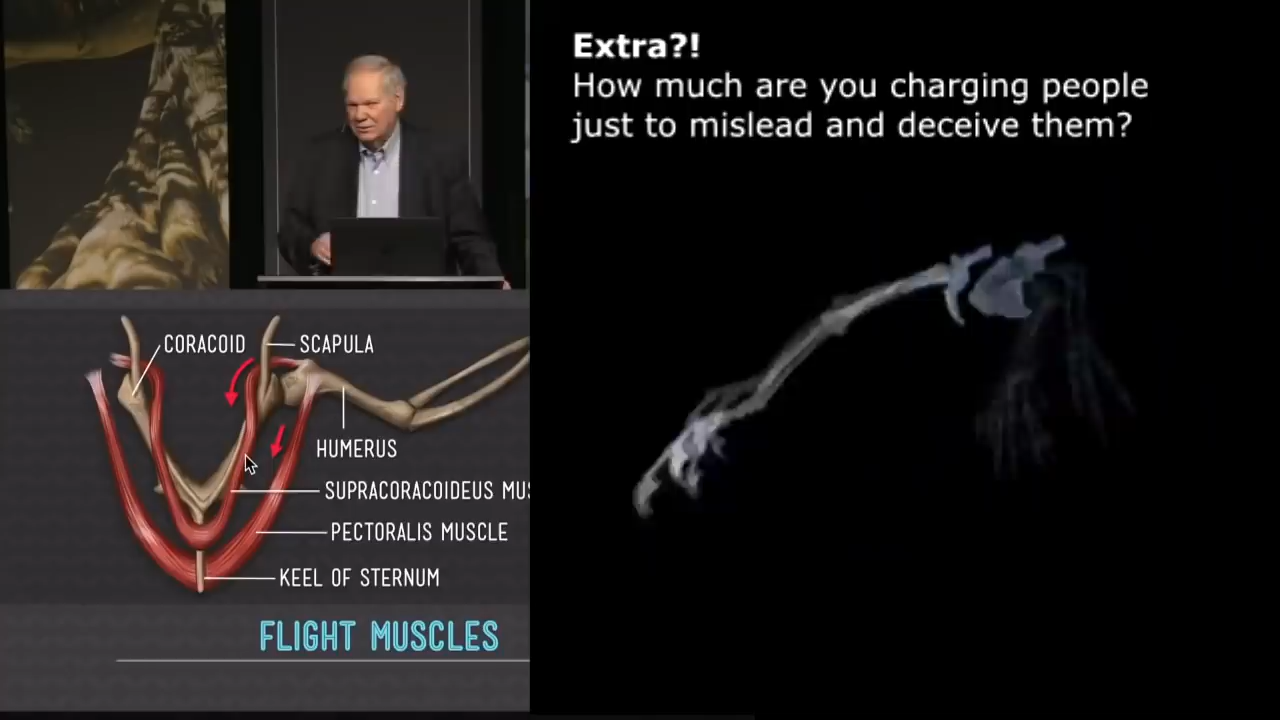 Extra?!
How much are you charging people
just to mislead and deceive them?
CORACOID
SCAPULA
HUMERUS
SUPRACORACOIDEUS MUS
PECTORALIS MUSCLE
KEEL OF STERNUM
FLIGHT MUSCLES